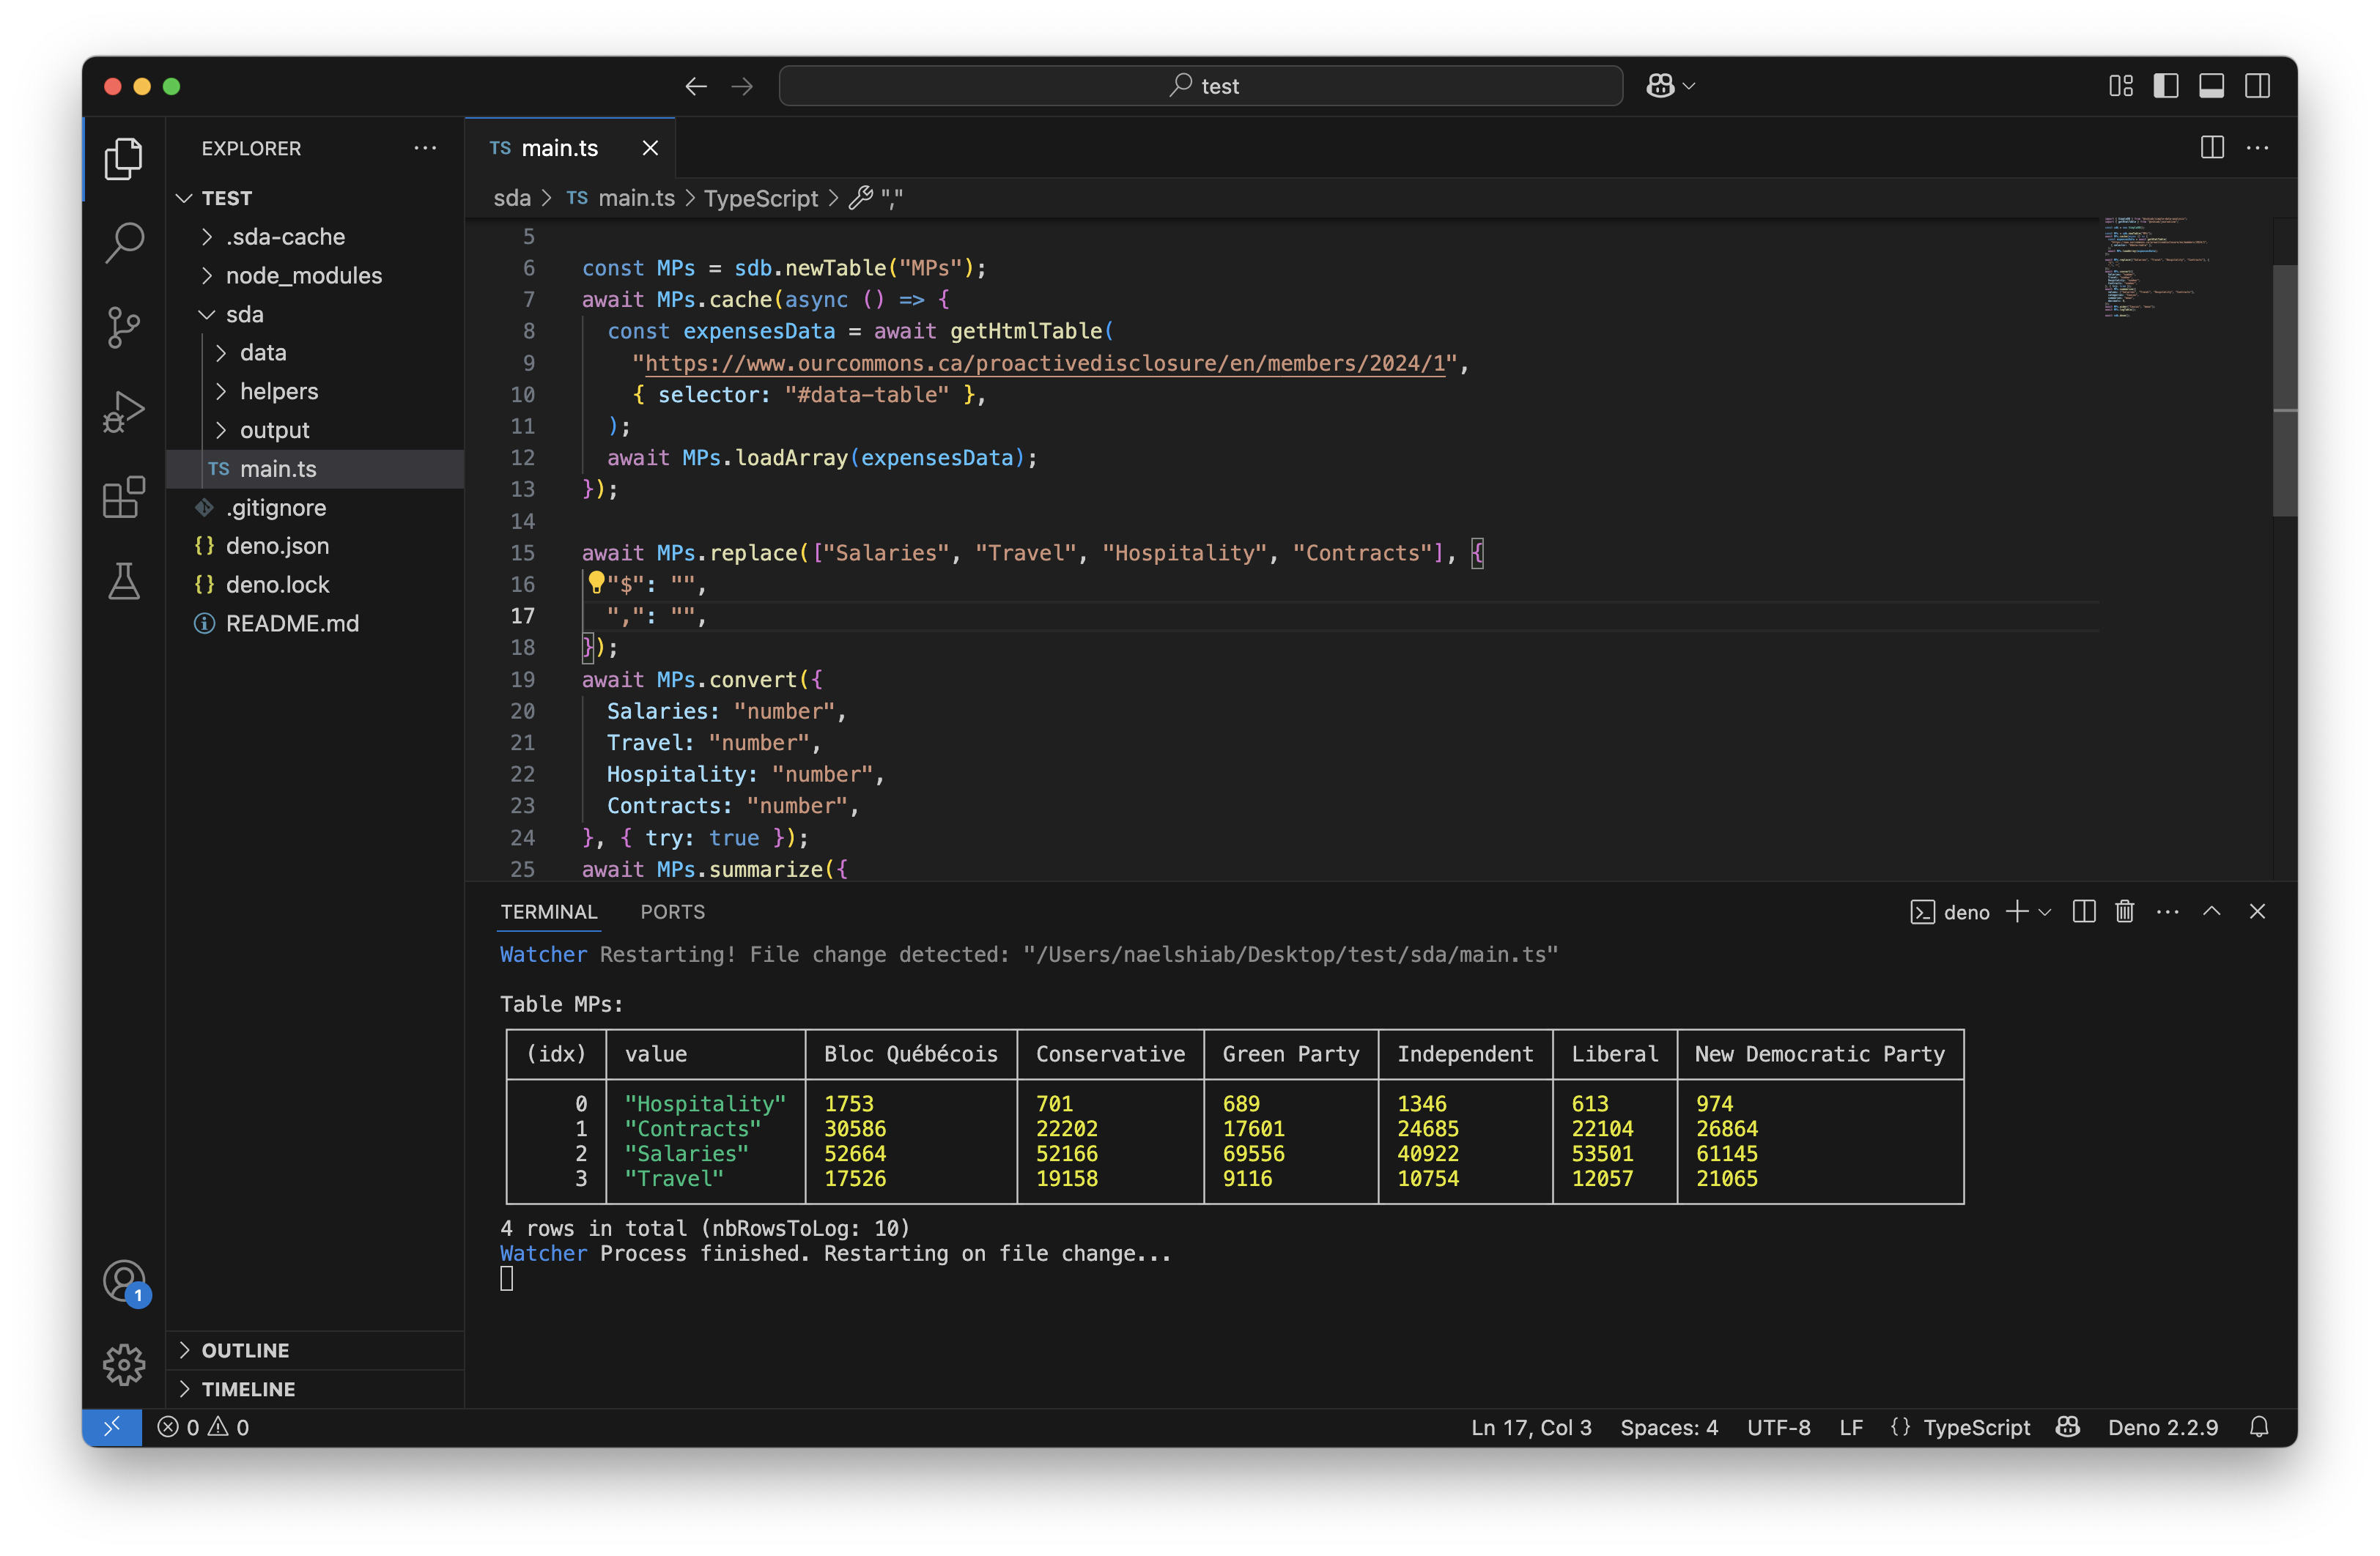 test
EXPLORER
TEST
.sda-cache
node_modules
sda
data
helpers
output
TS main.ts
.gitignore
{} deno.json
{} deno.lock
README.md
OUTLINE
TIMELINE
1
TS main.ts
sda > TS main.ts > TypeScript > ","
5
6 const MPs = sdb.newTable("MPs");
7 await MPs.cache(async () => {
8 const expensesData = await getHtmlTable(
9 "https://www.ourcommons.ca/proactivedisclosure/en/members/2024/1",
10 { selector: "#data-table" },
11 );
12 await MPs.loadArray(expensesData);
13 });
14
15 await MPs.replace(["Salaries", "Travel", "Hospitality", "Contracts"], {
16 "$": "",
17 ",": "",
18 });
19 await MPs.convert({
20 Salaries: "number",
21 Travel: "number",
22 Hospitality: "number",
23 Contracts: "number",
24 }, { try: true });
25 await MPs.summarize({
TERMINAL PORTS
deno
Watcher Restarting! File change detected: "/Users/naelshiab/Desktop/test/sda/main.ts"
Table MPs:
(idx) value Bloc Québécois Conservative Green Party Independent Liberal New Democratic Party
0 "Hospitality" 1753 701 689 1346 613 974
1 "Contracts" 30586 22202 17601 24685 22104 26864
2 "Salaries" 52664 52166 69556 40922 53501 61145
3 "Travel" 17526 19158 9116 10754 12057 21065
4 rows in total (nbRowsToLog: 10)
Watcher Process finished. Restarting on file change...
0 0
Ln 17, Col 3 Spaces: 4 UTF-8 LF {} TypeScript Deno 2.2.9